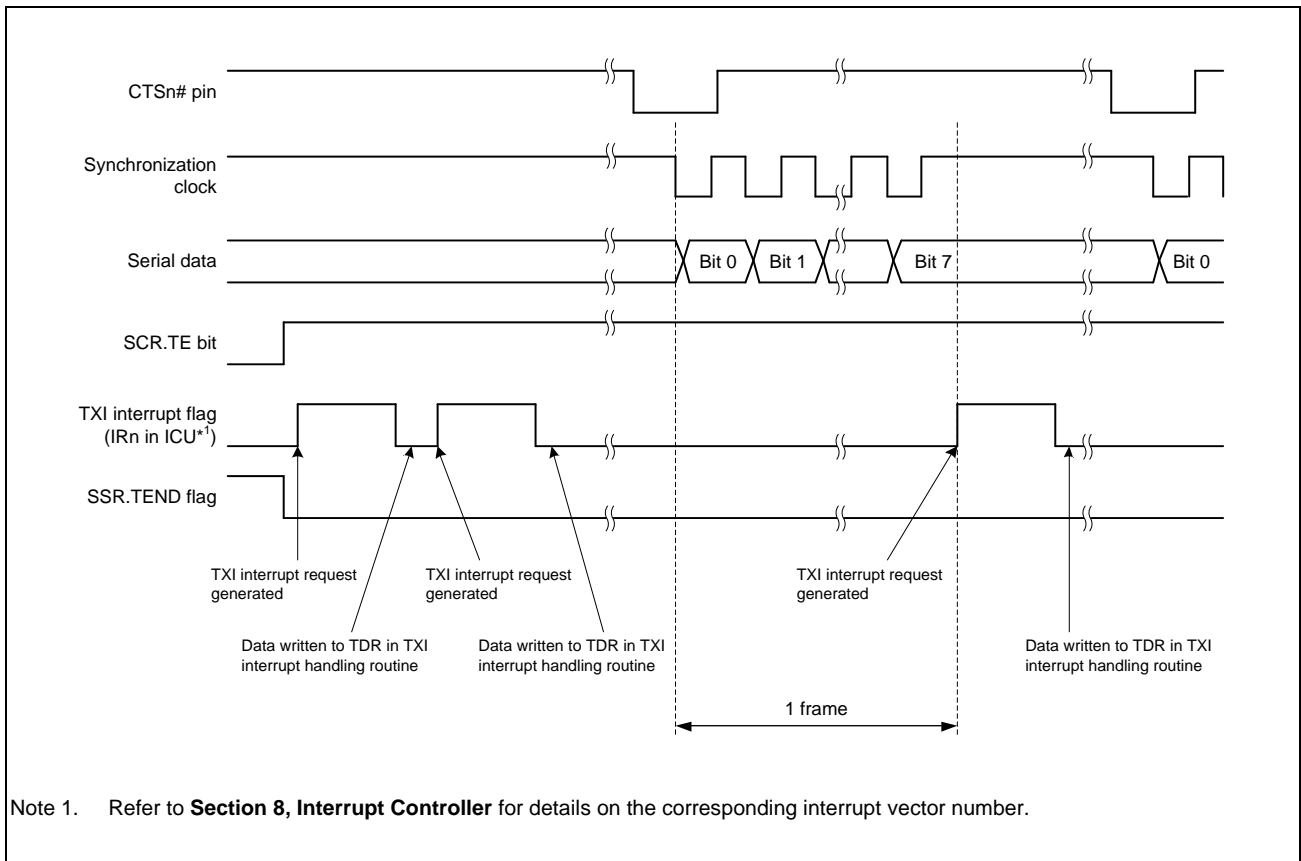 CTSn# pin
Synchronization
clock
Serial data
Bit 0
Bit 1
Bit 7
Bit 0
SCR.TE bit
TXI interrupt flag
(IRn in ICU*1)
SSR.TEND flag
TXI interrupt request
generated
TXI interrupt request
generated
TXI interrupt request
generated
Data written to TDR in TXI
interrupt handling routine
Data written to TDR in TXI
interrupt handling routine
Data written to TDR in TXI
interrupt handling routine
1 frame
Note 1. Refer to Section 8, Interrupt Controller for details on the corresponding interrupt vector number.